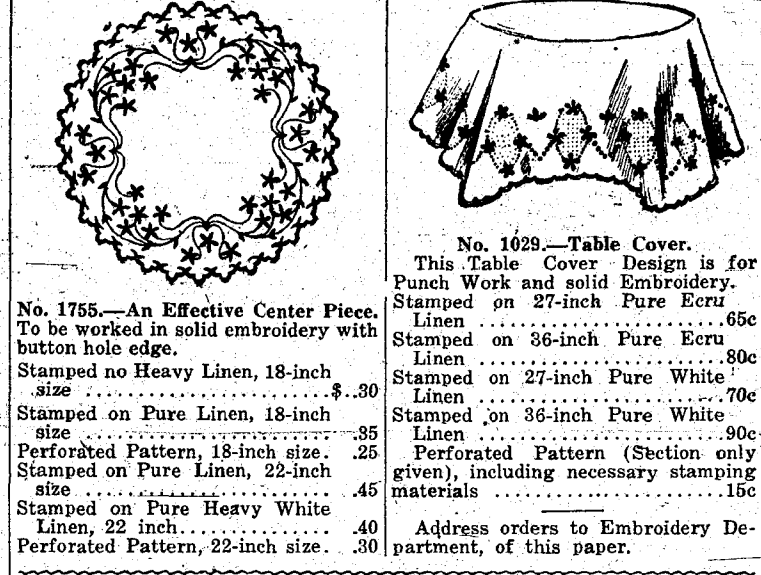 No. 1755.—An Effective Center Piece.
To be worked in solid embroidery with
button hole edge.
Stamped no Heavy Linen, 18-inch
size ........................$..30
Stamped on Pure Linen, 18-inch
size ......................... .35
Perforated Pattern, 18-inch size. .25
Stamped on Pure Linen, 22-inch
size ......................... .45
Stamped on Pure Heavy White
Linen, 22 inch................ .40
Perforated Pattern, 22-inch size. .30
No. 1029.—Table Cover.
This Table Cover Design is for
Punch Work and solid Embroidery.
Stamped on 27-inch Pure Ecru
Linen ........................65c
Stamped on 36-inch Pure Ecru
Linen ........................80c
Stamped on 27-inch Pure White
Linen ........................70c
Stamped on 36-inch Pure White
Linen ........................90c
Perforated Pattern (Section only
given), including necessary stamping
materials ........................15c
Address orders to Embroidery De-
partment, of this paper.